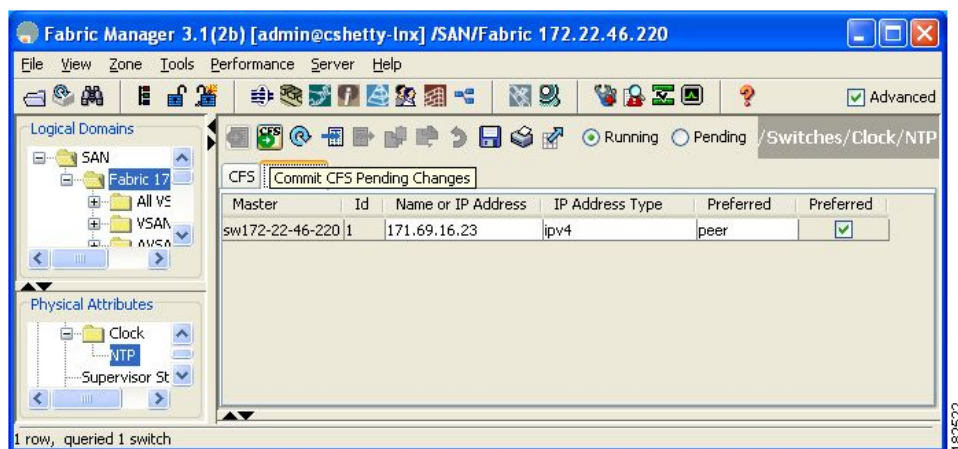 Fabric Manager 3.1(2b) [admin@cshetty-lnx] /SAN/Fabric 172.22.46.220
File View Zone Tools Performance Server Help
Advanced
Logical Domains
CFS
Running Pending /Switches/Clock/NTP
SAN
Fabric 17
All VS
VSAN
AVSA
CFS Commit CFS Pending Changes
Master Id Name or IP Address IP Address Type Preferred Preferred
sw172-22-46-220 1 171.69.16.23 ipv4 peer
Physical Attributes
Clock
NTP
Supervisor St
1 row, queried 1 switch
182522